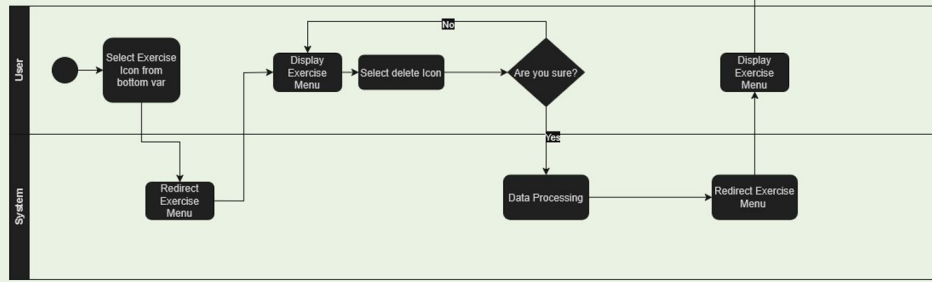 User
Select Exercise
Icon from
bottom var
Display
Exercise
Menu
Select delete Icon
No
Are you sure?
Yes
Display
Exercise
Menu
System
Redirect
Exercise
Menu
Data Processing
Redirect Exercise
Menu